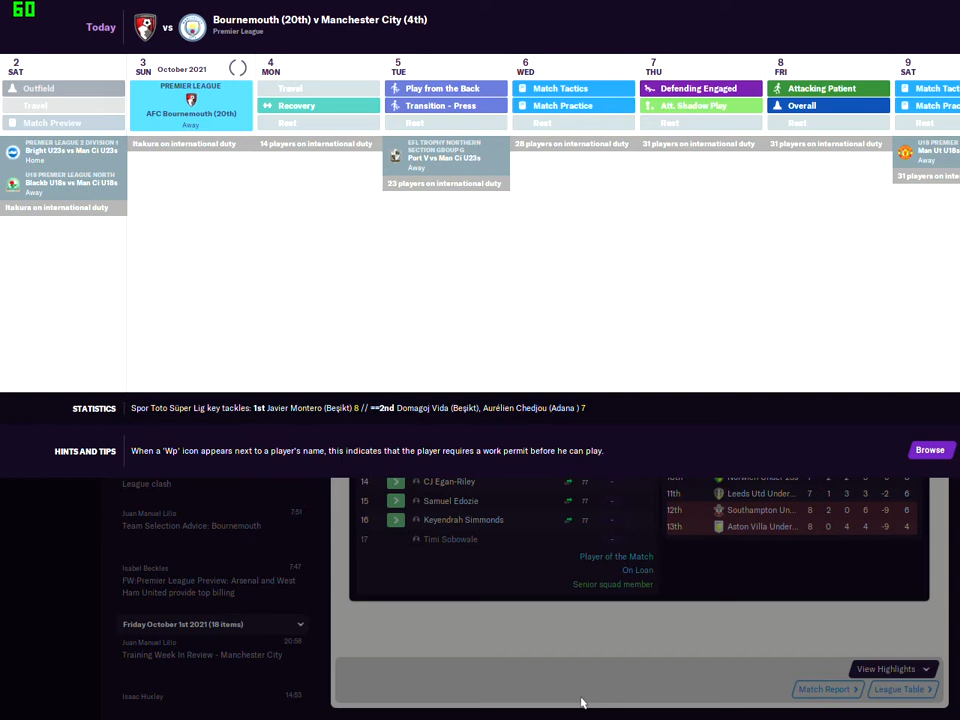 60
Today
vs
Bournemouth (20th) v Manchester City (4th)
Premier League
2
SAT
3
SUN
October 2021
4
MON
5
TUE
6
WED
7
THU
8
FRI
9
SAT
Outfield
Travel
Match Preview
PREMIER LEAGUE
AFC Bournemouth (20th)
Away
Travel
Recovery
Rest
Play from the Back
Transition - Press
Rest
Match Tactics
Match Practice
Rest
Defending Engaged
Att. Shadow Play
Rest
Attacking Patient
Overall
Rest
Match Tact
Match Prac
Rest
PREMIER LEAGUE 2 DIVISION 1
Bright U23s vs Man Ci U23s
Home
U18 PREMIER LEAGUE NORTH
Blackb U18s vs Man Ci U18s
Away
Itakura on international duty
Itakura on international duty
14 players on international duty
EFL TROPHY NORTHERN
SECTION GROUP G
Port V vs Man Ci U23s
Away
23 players on international duty
28 players on international duty
31 players on international duty
31 players on international duty
U18 PREMIER
Man Ut U18s
Away
31 players on inte
STATISTICS
Spor Toto Süper Lig key tackles: 1st Javier Montero (Beşikt) 8 // ==2nd Domagoj Vida (Beşikt), Aurélien Chedjou (Adana ) 7
HINTS AND TIPS
When a 'Wp' icon appears next to a player's name, this indicates that the player requires a work permit before he can play.
Browse
League clash
Juan Manuel Lillo
7:51
Team Selection Advice: Bournemouth
Isabel Beckles
7:47
FW:Premier League Preview: Arsenal and West
Ham United provide top billing
Friday October 1st 2021 (18 items)
Juan Manuel Lillo
20:58
Training Week In Review - Manchester City
Isaac Huxley
14:53
14 CJ Egan-Riley 77 -
15 Samuel Edozie 77 -
16 Keyendrah Simmonds 77 -
17 Timi Sobowale -
Player of the Match
On Loan
Senior squad member
11th Leeds Utd Under... 7 1 3 3 -2 6
12th Southampton Un... 8 2 0 6 -9 6
13th Aston Villa Under... 8 0 4 4 -9 4
View Highlights
Match Report
League Table